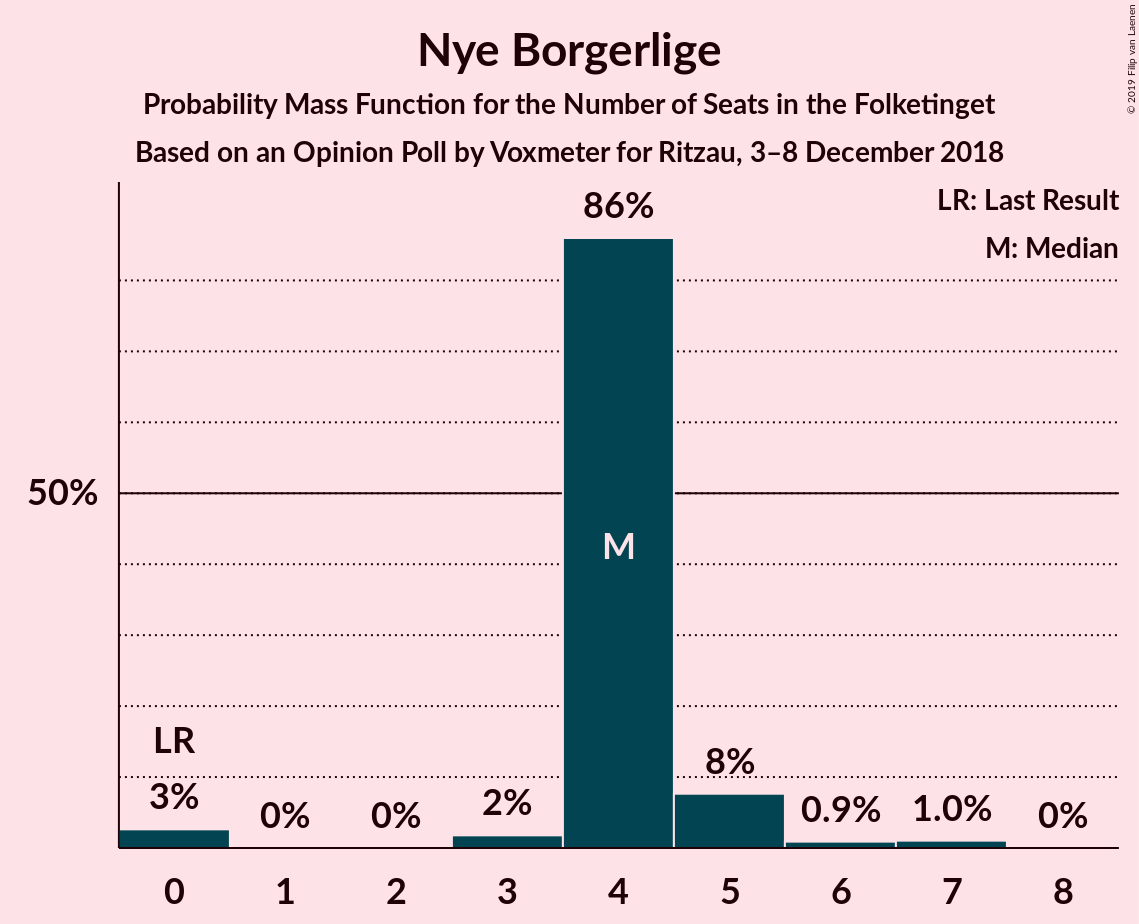 Nye Borgerlige
Probability Mass Function for the Number of Seats in the Folketinget
Based on an Opinion Poll by Voxmeter for Ritzau, 3–8 December 2018
© 2019 Filip van Laenen
LR: Last Result
M: Median
86%
50%
M
LR
3%
0%
0%
2%
8%
0.9%
1.0%
0%
0 1 2 3 4 5 6 7 8